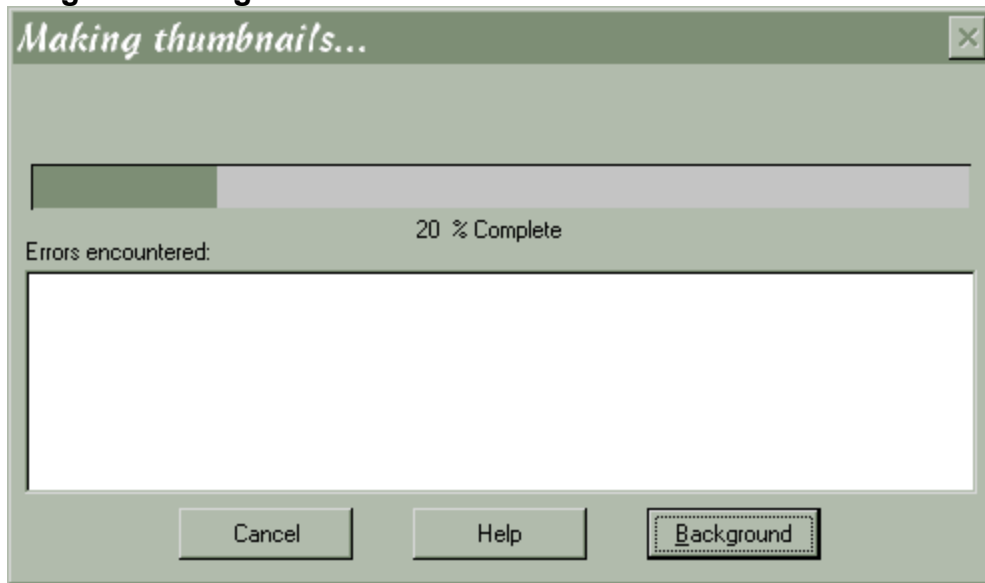 Making thumbnails...
20 % Complete
Errors encountered:
Cancel Help Background